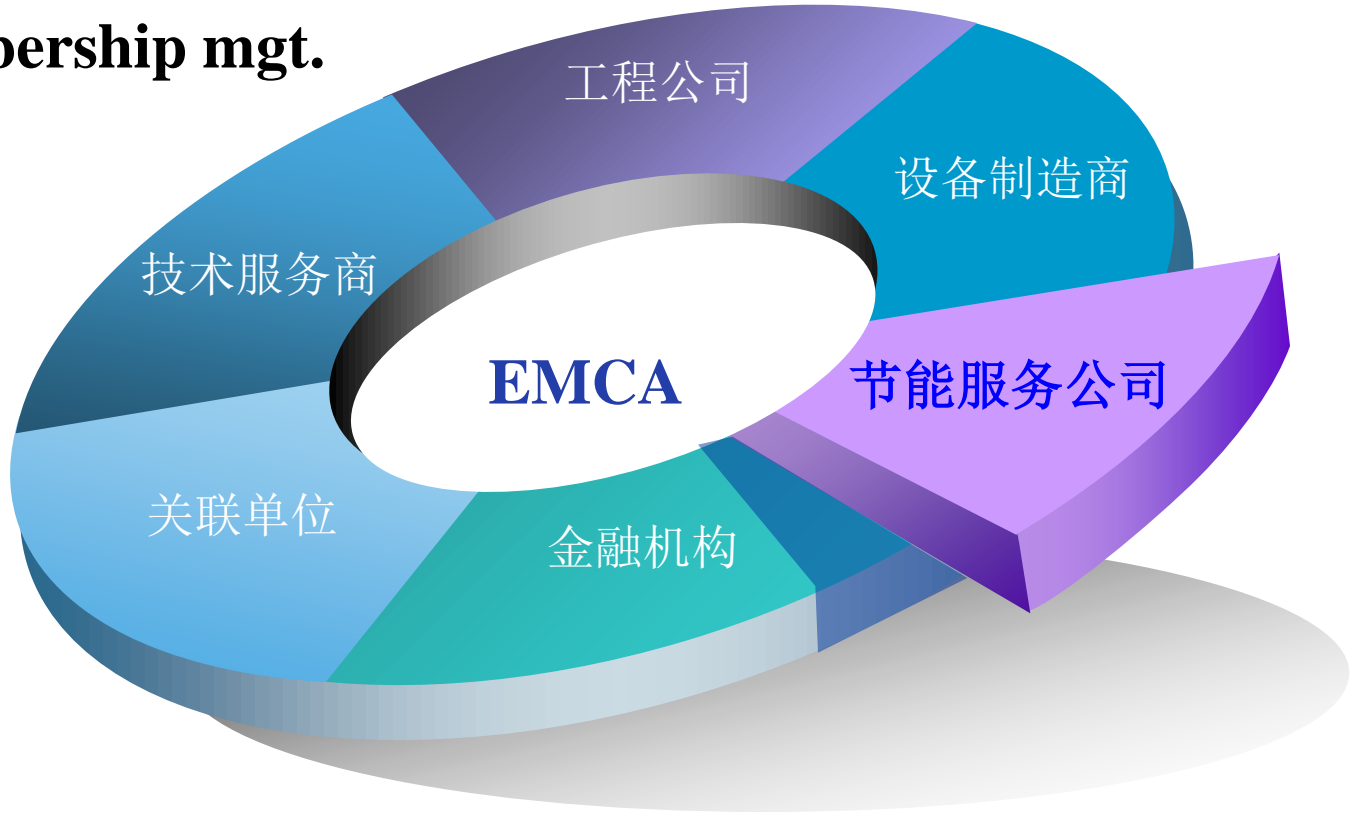 bership mgt.
工程公司
设备制造商
技术服务商
EMCA
节能服务公司
关联单位
金融机构